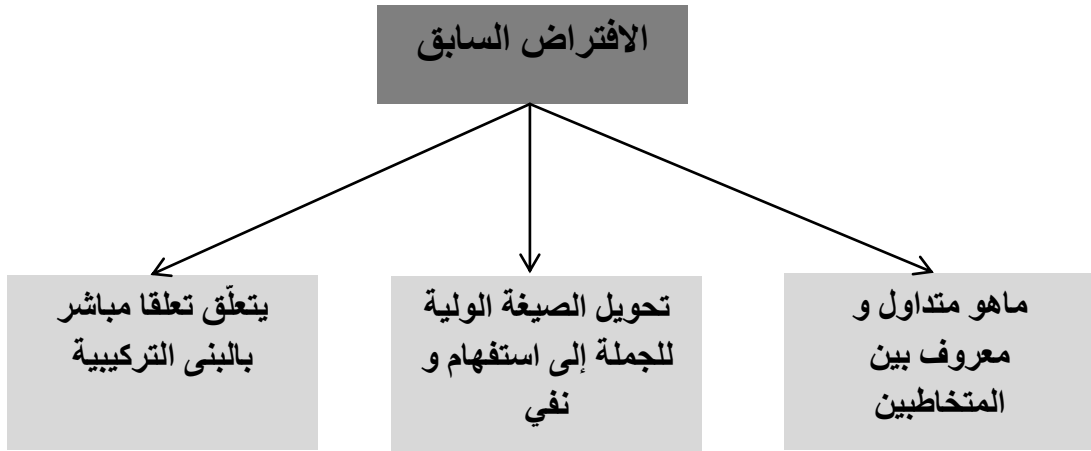 الافتراض السابق
ماهو متداول و
معروف بين
المتخاطبين
تحويل الصيغة الولية
للجملة إلى استفهام و
نفي
يتعلّق تعلقا مباشر
بالبنى التركيبية